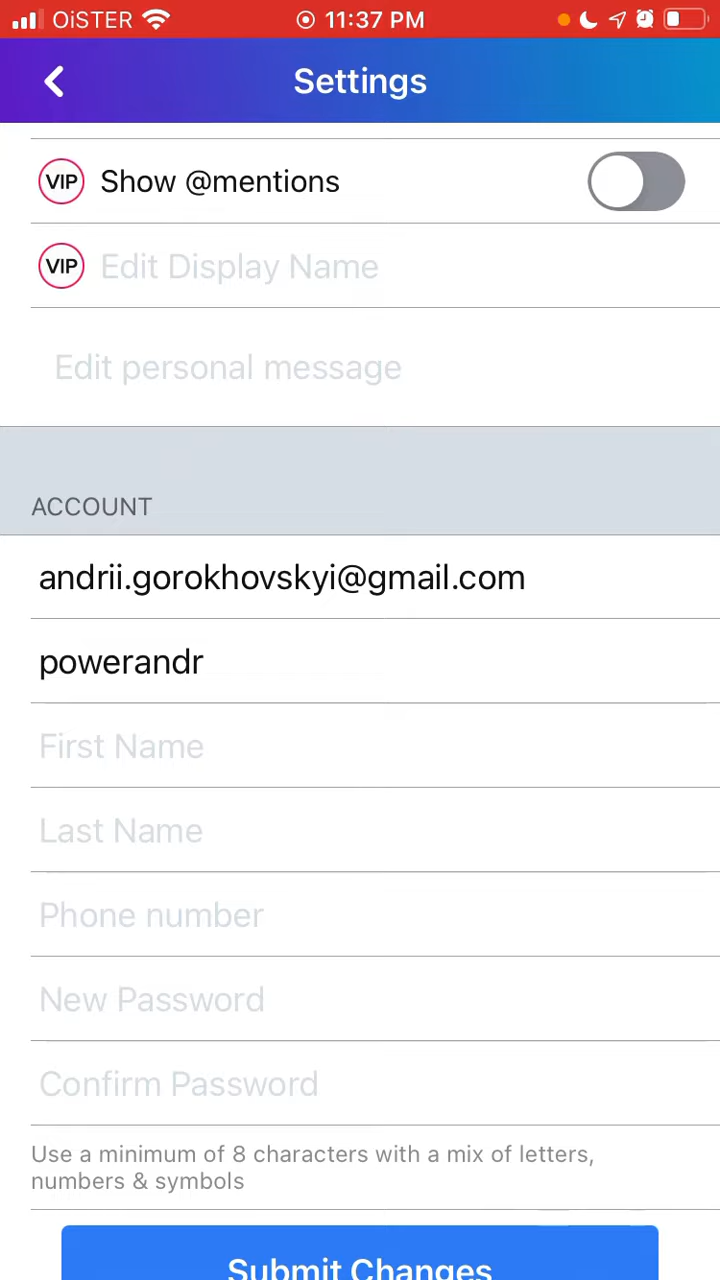 OiSTER 11:37 PM
Settings
VIP Show @mentions
VIP Edit Display Name
Edit personal message
ACCOUNT
andrii.gorokhovskyi@gmail.com
powerandr
First Name
Last Name
Phone number
New Password
Confirm Password
Use a minimum of 8 characters with a mix of letters,
numbers & symbols
Submit Changes